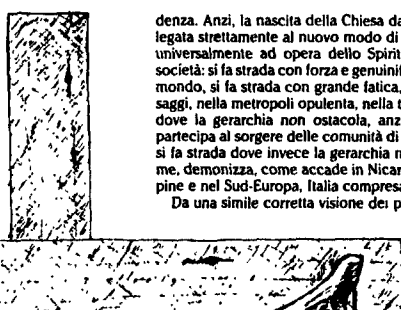 denza. Anzi, la nascita della Chiesa da
legata strettamente al nuovo modo di
universalmente ad opera dello Spirit
società: si fa strada con forza e genuini
mondo, si fa strada con grande fatica,
saggi, nella metropoli opulenta, nella t
dove la gerarchia non ostacola, anz
partecipa al sorgere delle comunità di
si fa strada dove invece la gerarchia n
me, demonizza, come accade in Nicar
pine e nel Sud-Europa, Italia compresa
Da una simile corretta visione dei p